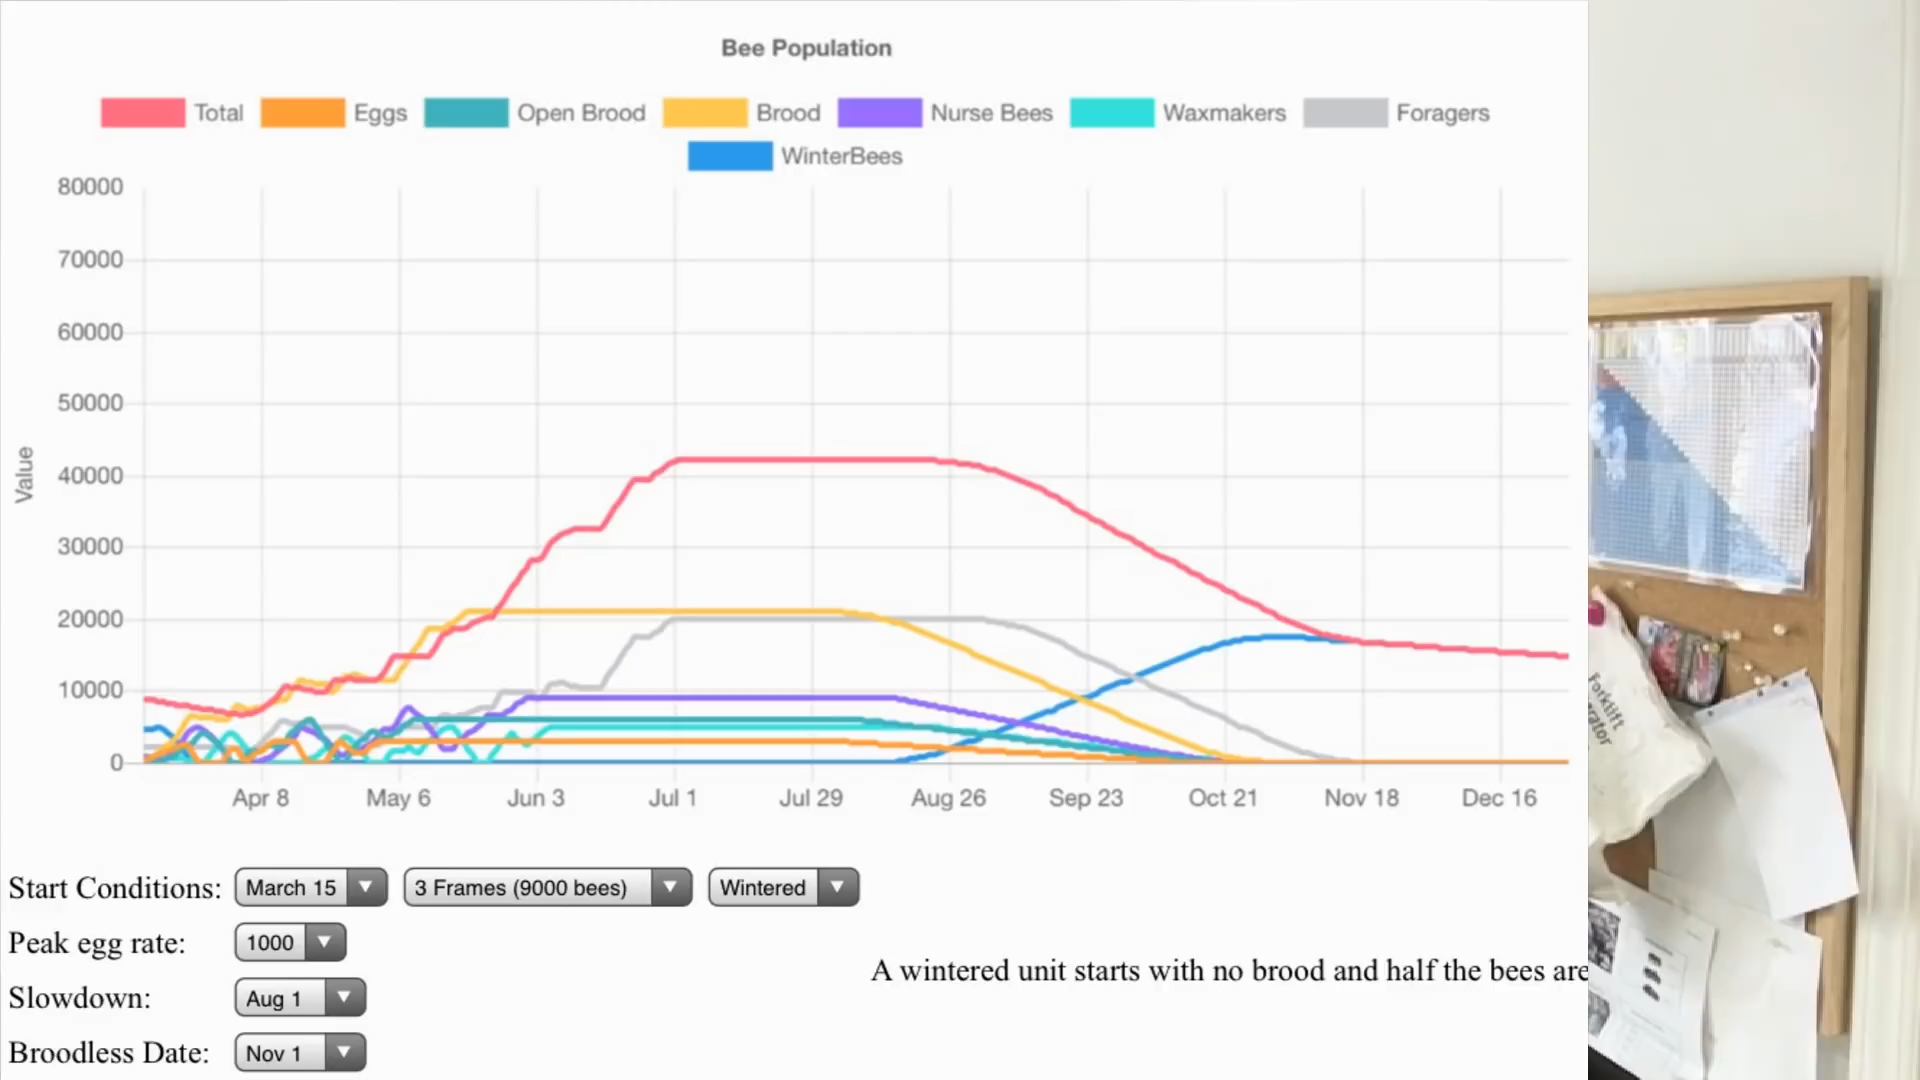 Bee Population
Total Eggs Open Brood Brood Nurse Bees Waxmakers Foragers
WinterBees
80000
70000
60000
50000
40000
30000
20000
10000
0
Value
Apr 8 May 6 Jun 3 Jul 1 Jul 29 Aug 26 Sep 23 Oct 21 Nov 18 Dec 16
Start Conditions: March 15 3 Frames (9000 bees) Wintered
Peak egg rate: 1000
A wintered unit starts with no brood and half the bees are
Slowdown: Aug 1
Broodless Date: Nov 1
Forklift